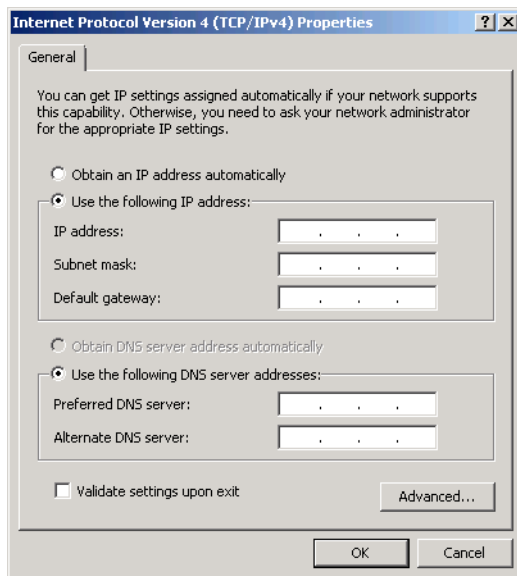 Internet Protocol Version 4 (TCP/IPv4) Properties
General
You can get IP settings assigned automatically if your network supports
this capability. Otherwise, you need to ask your network administrator
for the appropriate IP settings.
Obtain an IP address automatically
Use the following IP address:
IP address:
Subnet mask:
Default gateway:
Obtain DNS server address automatically
Use the following DNS server addresses:
Preferred DNS server:
Alternate DNS server:
Validate settings upon exit
Advanced...
OK Cancel